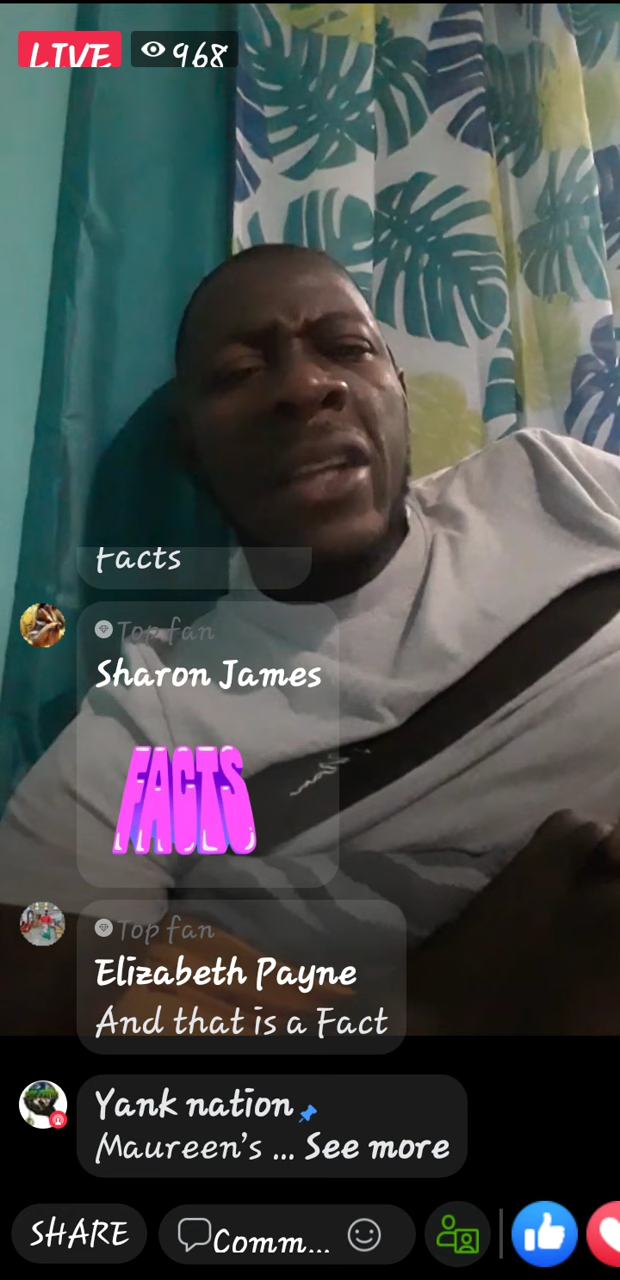 LIVE 968
Facts
Top fan
Sharon James
FACTS
Top fan
Elizabeth Payne
And that is a Fact
Yank nation
Maureen's ... See more
SHARE Comm...